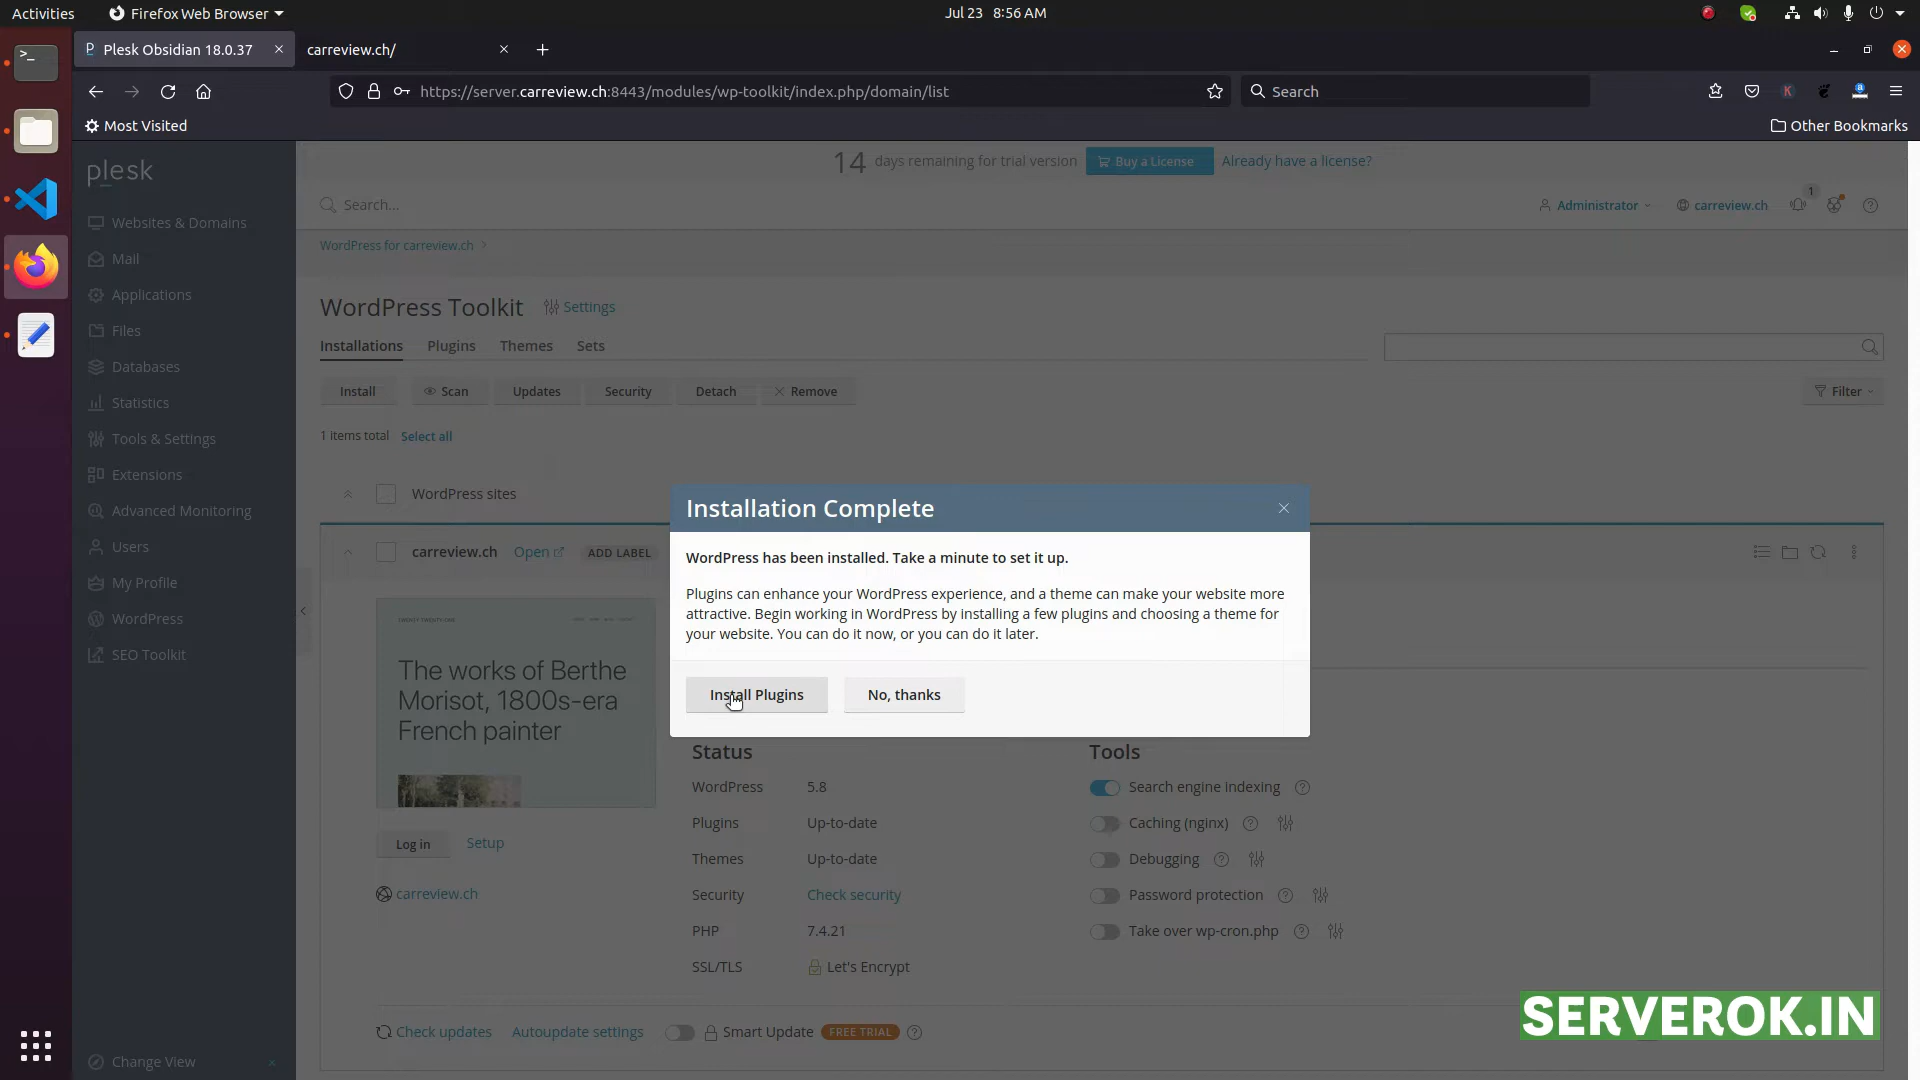 Activities
Firefox Web Browser
Jul 23 8:56 AM
Plesk Obsidian 18.0.37
carreview.ch/
https://server.carreview.ch:8443/modules/wp-toolkit/index.php/domain/list
Search
Most Visited
Other Bookmarks
plesk
14 days remaining for trial version
Buy a License
Already have a license?
Websites & Domains
Mail
Applications
Files
Databases
Statistics
Tools & Settings
Extensions
Advanced Monitoring
Users
My Profile
WordPress
SEO Toolkit
Change View
Search...
Administrator
carreview.ch
1
WordPress for carreview.ch
WordPress Toolkit
Settings
Installations
Plugins
Themes
Sets
Install
Scan
Updates
Security
Detach
Remove
Filter
1 items total
Select all
WordPress sites
carreview.ch
Open
ADD LABEL
Installation Complete
WordPress has been installed. Take a minute to set it up.
Plugins can enhance your WordPress experience, and a theme can make your website more
attractive. Begin working in WordPress by installing a few plugins and choosing a theme for
your website. You can do it now, or you can do it later.
Install Plugins
No, thanks
TWENTY TWENTY-ONE
The works of Berthe
Morisot, 1800s-era
French painter
Log in
Setup
carreview.ch
Status
WordPress 5.8
Plugins Up-to-date
Themes Up-to-date
Security Check security
PHP 7.4.21
SSL/TLS Let's Encrypt
Tools
Search engine indexing
Caching (nginx)
Debugging
Password protection
Take over wp-cron.php
Check updates
Autoupdate settings
Smart Update
FREE TRIAL
SERVEROK.IN